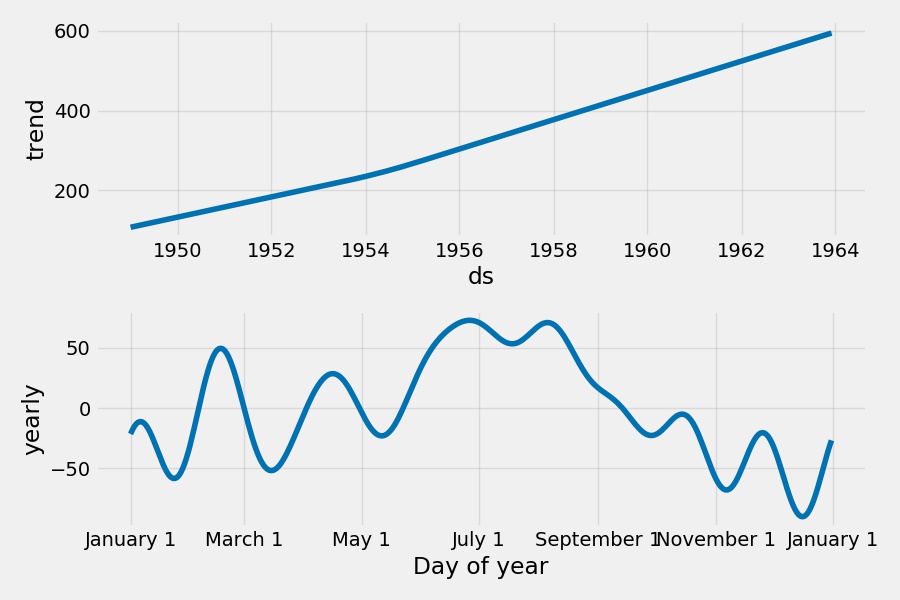 600
400
200
trend
1950 1952 1954 1956 1958 1960 1962 1964
ds
50
0
−50
yearly
January 1 March 1 May 1 July 1 September 1 November 1 January 1
Day of year